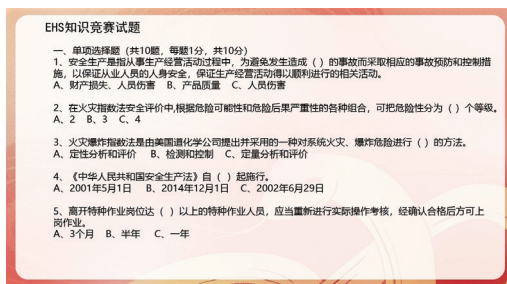 EHS知识竞赛试题
一、单项选择题（共10题，每题1分，共10分）
1、安全生产是指从事生产经营活动过程中，为避免发生造成（ ）的事故而采取相应的事故预防和控制措
施，以保证从业人员的人身安全，保证生产经营活动得以顺利进行的相关活动。
A、财产损失、人员伤害 B、产品质量 C、人员伤害
2、在火灾指数法安全评价中,根据危险可能性和危险后果严重性的各种组合，可把危险性分为（ ）个等级。
A、2 B、3 C、4
3、火灾爆炸指数法是由美国道化学公司提出并采用的一种对系统火灾、爆炸危险进行（ ）的方法。
A、定性分析和评价 B、检测和控制 C、定量分析和评价
4、《中华人民共和国安全生产法》自（ ）起施行。
A、2001年5月1日 B、2014年12月1日 C、2002年6月29日
5、离开特种作业岗位达（ ）以上的特种作业人员，应当重新进行实际操作考核，经确认合格后方可上
岗作业。
A、3个月 B、半年 C、一年